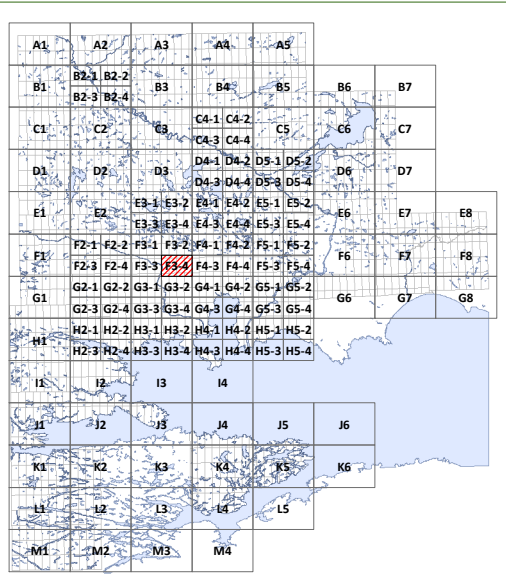 A1 A2 A3 A4 A5
B2-1 B2-2
B1 B3 B4 B5 B6 B7
B2-3 B2-4
C4-1 C4-2
C1 C2 C3 C5 C6 C7
C4-3 C4-4
D4-1 D4-2 D5-1 D5-2
D1 D2 D3 D6 D7
D4-3 D4-4 D5-3 D5-4
E3-1 E3-2 E4-1 E4-2 E5-1 E5-2
E1 E2 E6 E7 E8
E3-3 E3-4 E4-3 E4-4 E5-3 E5-4
F2-1 F2-2 F3-1 F3-2 F4-1 F4-2 F5-1 F5-2
F1 F6 F7 F8
F2-3 F2-4 F3-3 F3-4 F4-3 F4-4 F5-3 F5-4
G2-1 G2-2 G3-1 G3-2 G4-1 G4-2 G5-1 G5-2
G1 G6 G7 G8
G2-3 G2-4 G3-3 G3-4 G4-3 G4-4 G5-3 G5-4
H2-1 H2-2 H3-1 H3-2 H4-1 H4-2 H5-1 H5-2
H1
H2-3 H2-4 H3-3 H3-4 H4-3 H4-4 H5-3 H5-4
I1 I2 I3 I4
J1 J2 J3 J4 J5 J6
K1 K2 K3 K4 K5 K6
L1 L2 L3 L4 L5
M1 M2 M3 M4